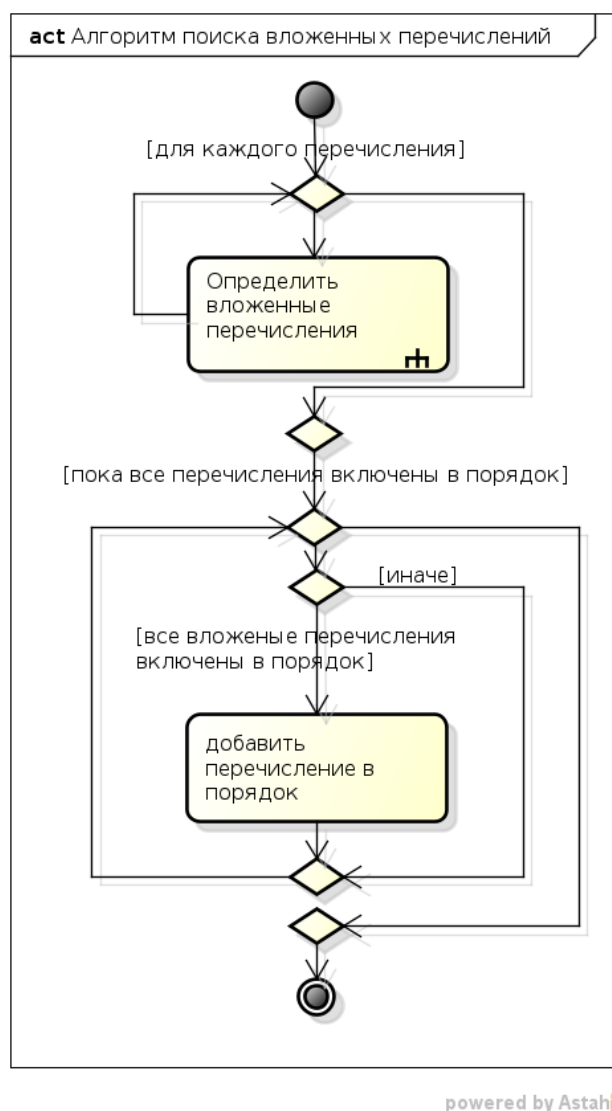 act Алгоритм поиска вложенных перечислений
[для каждого перечисления]
Определить
вложенные
перечисления
[пока все перечисления включены в порядок]
[иначе]
[все вложеные перечисления
включены в порядок]
добавить
перечисление в
порядок
powered by Astah